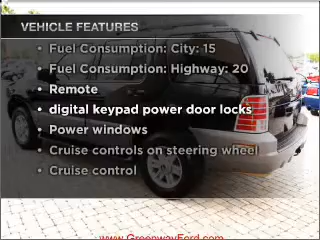 VEHICLE FEATURES
• Fuel Consumption: City: 15
• Fuel Consumption: Highway: 20
• Remote
• digital keypad power door locks
• Power windows
• Cruise controls on steering wheel
• Cruise control
www.GreenwayFord.com